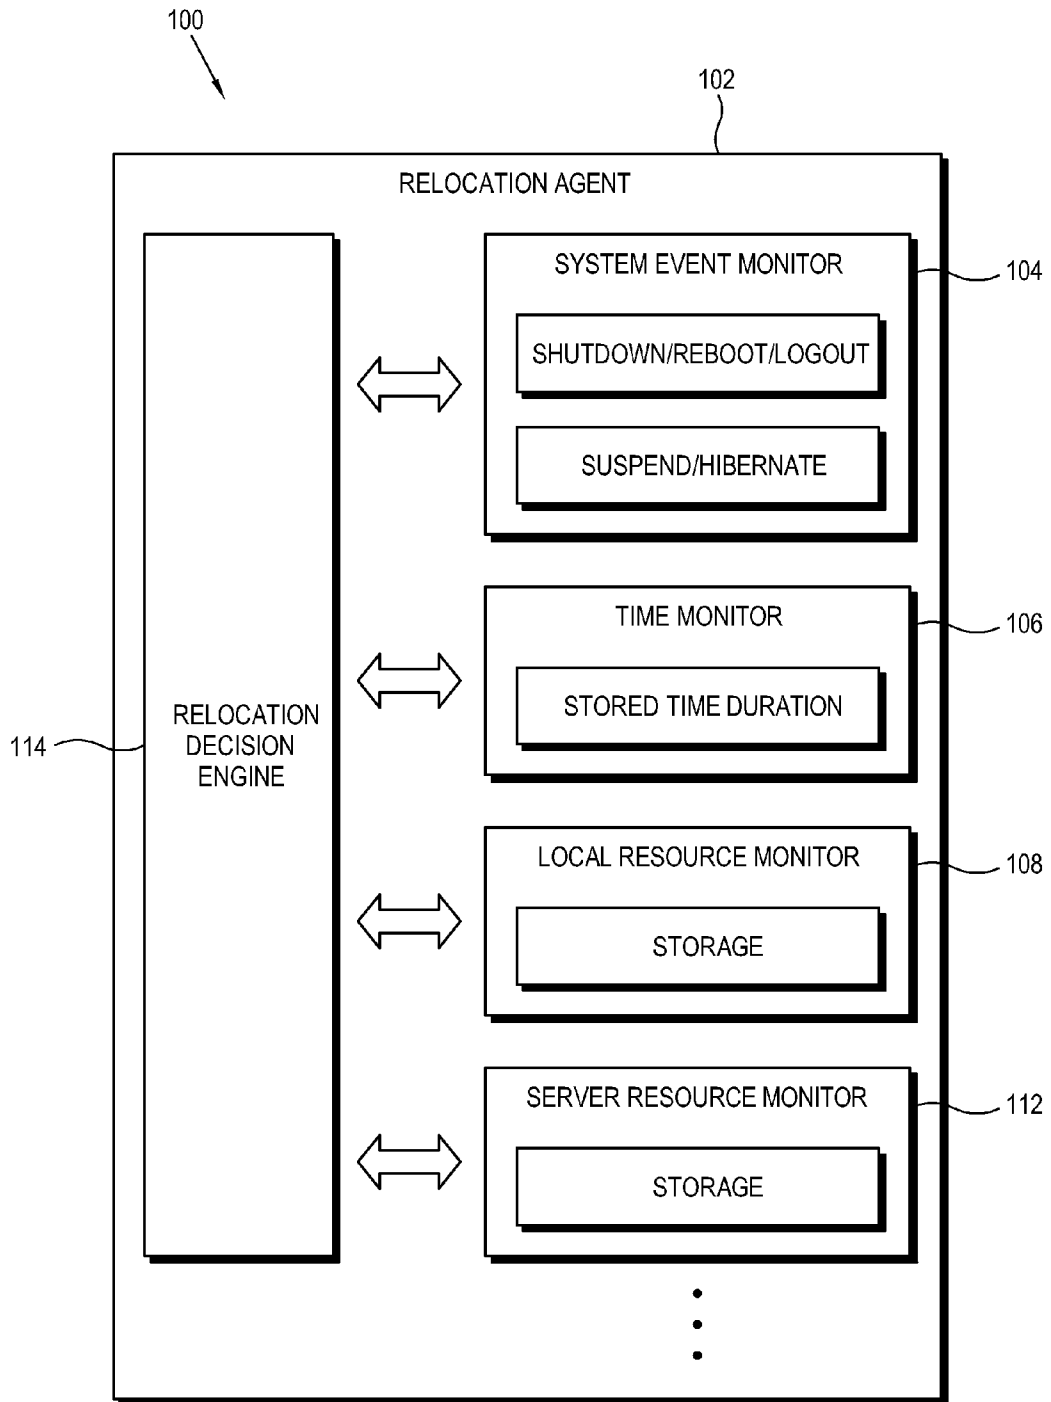 100
102
RELOCATION AGENT
SYSTEM EVENT MONITOR
104
SHUTDOWN/REBOOT/LOGOUT
SUSPEND/HIBERNATE
TIME MONITOR
106
STORED TIME DURATION
RELOCATION
DECISION
ENGINE
114
LOCAL RESOURCE MONITOR
108
STORAGE
SERVER RESOURCE MONITOR
112
STORAGE